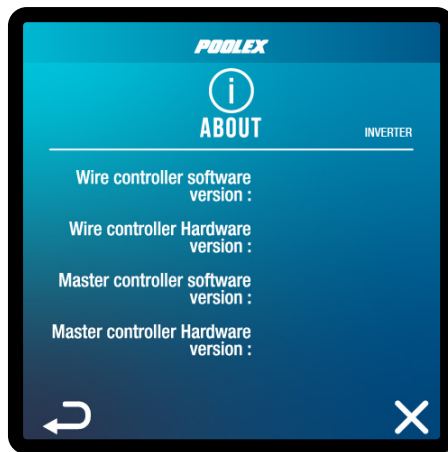 POOLEX
i
ABOUT
INVERTER
Wire controller software
version :
Wire controller Hardware
version :
Master controller software
version :
Master controller Hardware
version :